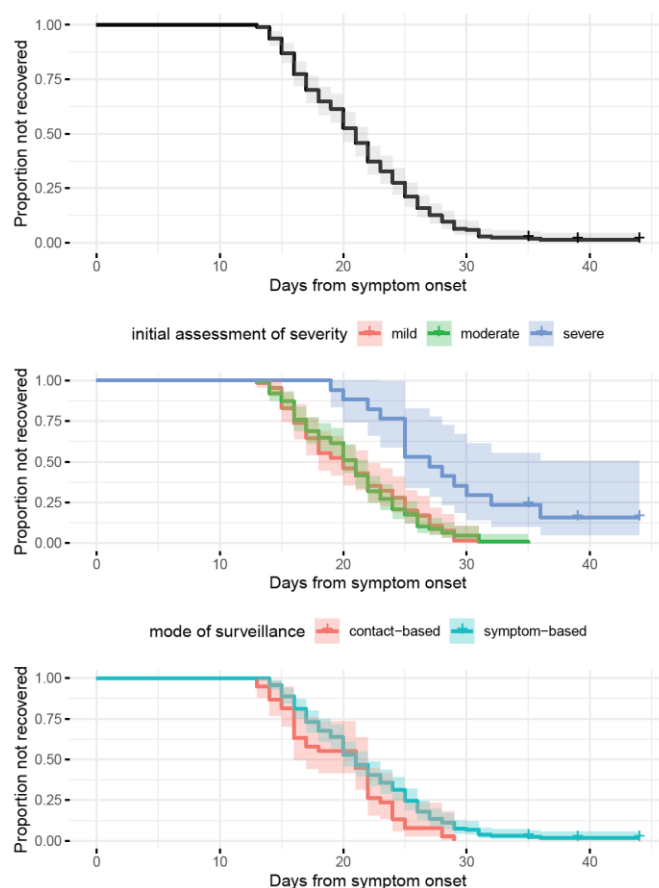 1.00
0.75
0.50
0.25
0.00
Proportion not recovered
0 10 20 30 40
Days from symptom onset
initial assessment of severity mild moderate severe
1.00
0.75
0.50
0.25
0.00
Proportion not recovered
0 10 20 30 40
Days from symptom onset
mode of surveillance contact-based symptom-based
1.00
0.75
0.50
0.25
0.00
Proportion not recovered
0 10 20 30 40
Days from symptom onset